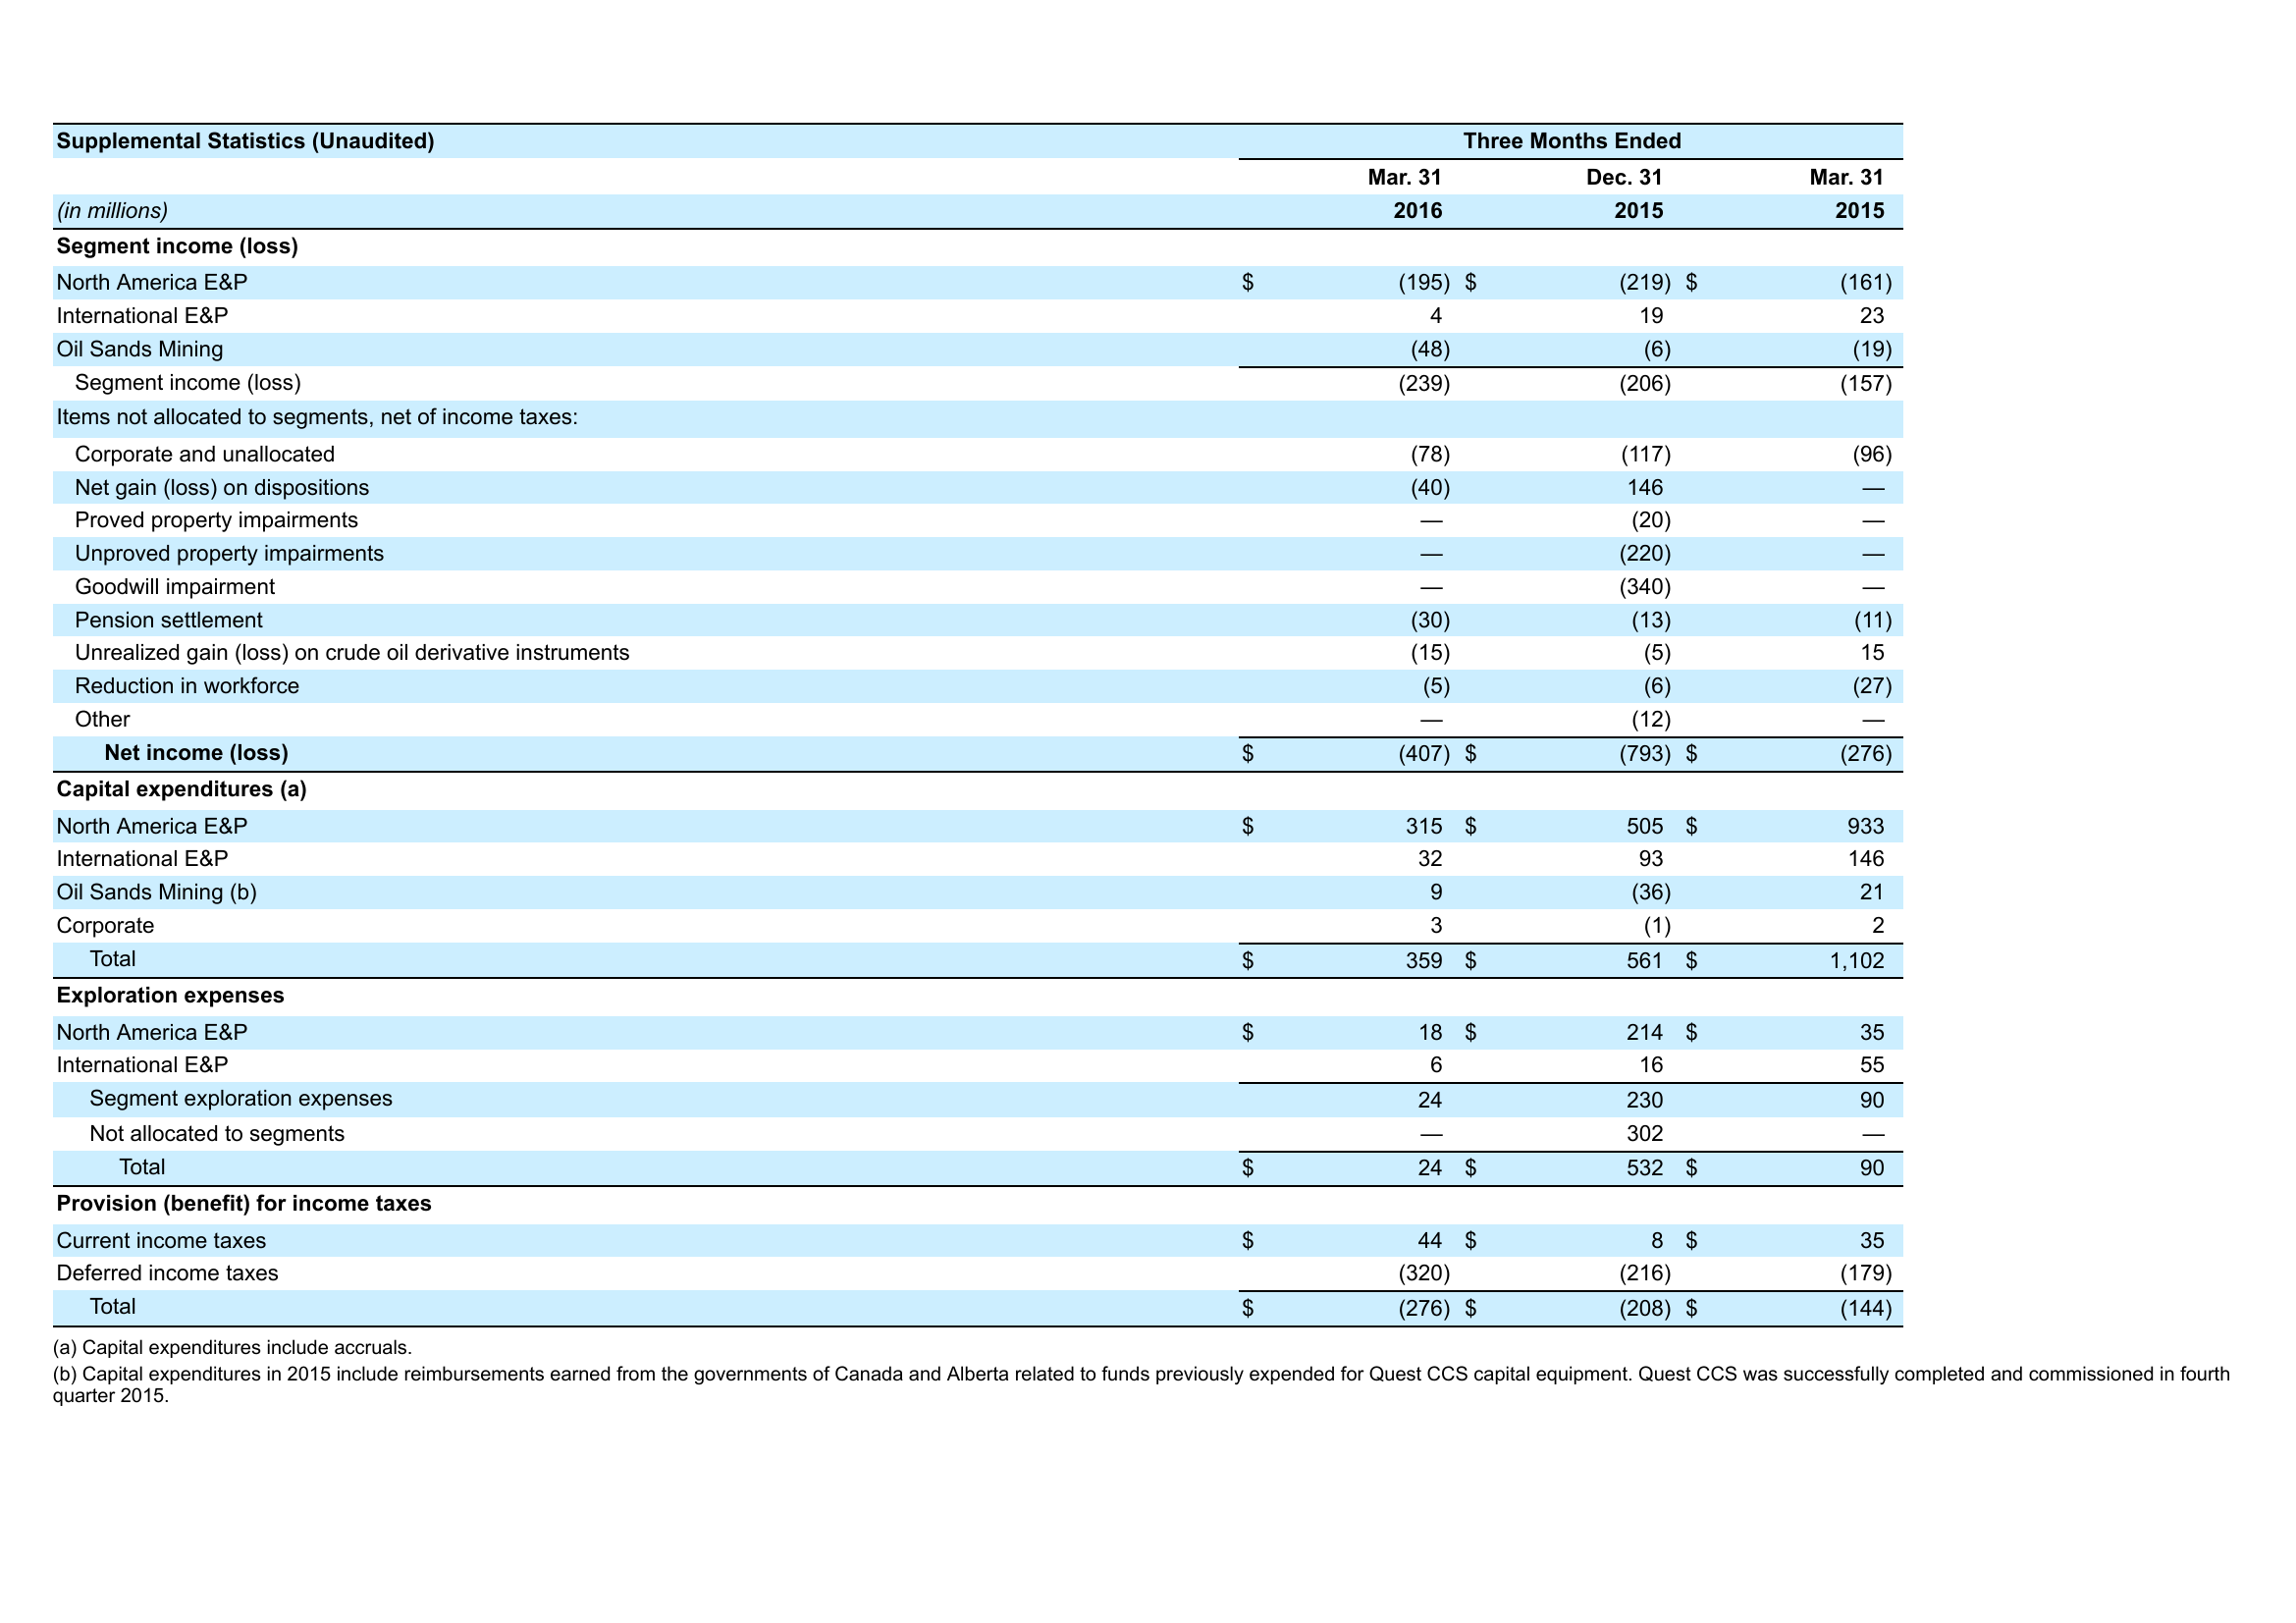 Supplemental Statistics (Unaudited) Three Months Ended
Mar. 31 Dec. 31 Mar. 31
(in millions) 2016 2015 2015
Segment income (loss)
North America E&P $ (195) $ (219) $ (161)
International E&P 4 19 23
Oil Sands Mining (48) (6) (19)
Segment income (loss) (239) (206) (157)
Items not allocated to segments, net of income taxes:
Corporate and unallocated (78) (117) (96)
Net gain (loss) on dispositions (40) 146 —
Proved property impairments — (20) —
Unproved property impairments — (220) —
Goodwill impairment — (340) —
Pension settlement (30) (13) (11)
Unrealized gain (loss) on crude oil derivative instruments (15) (5) 15
Reduction in workforce (5) (6) (27)
Other — (12) —
Net income (loss) $ (407) $ (793) $ (276)
Capital expenditures (a)
North America E&P $ 315 $ 505 $ 933
International E&P 32 93 146
Oil Sands Mining (b) 9 (36) 21
Corporate 3 (1) 2
Total $ 359 $ 561 $ 1,102
Exploration expenses
North America E&P $ 18 $ 214 $ 35
International E&P 6 16 55
Segment exploration expenses 24 230 90
Not allocated to segments — 302 —
Total $ 24 $ 532 $ 90
Provision (benefit) for income taxes
Current income taxes $ 44 $ 8 $ 35
Deferred income taxes (320) (216) (179)
Total $ (276) $ (208) $ (144)
(a) Capital expenditures include accruals.
(b) Capital expenditures in 2015 include reimbursements earned from the governments of Canada and Alberta related to funds previously expended for Quest CCS capital equipment. Quest CCS was successfully completed and commissioned in fourth
quarter 2015.